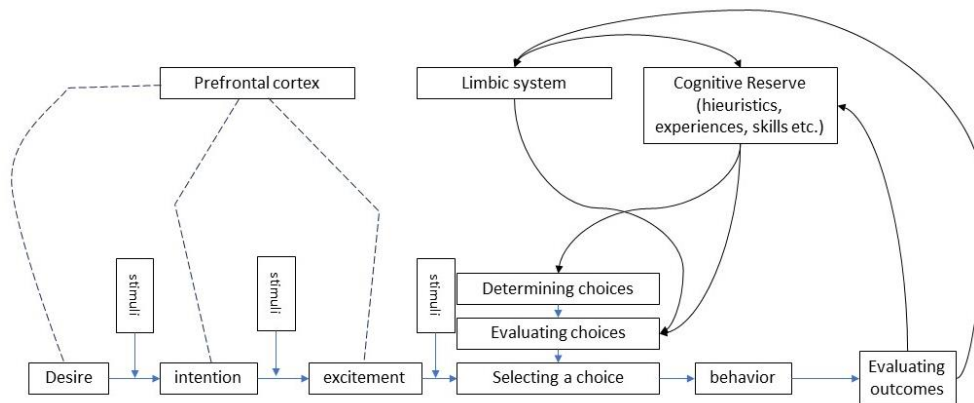 Prefrontal cortex
Limbic system
Cognitive Reserve
(hieuristics,
experiences, skills etc.)
stimuli
stimuli
stimuli
Determining choices
Evaluating choices
Desire
intention
excitement
Selecting a choice
behavior
Evaluating
outcomes